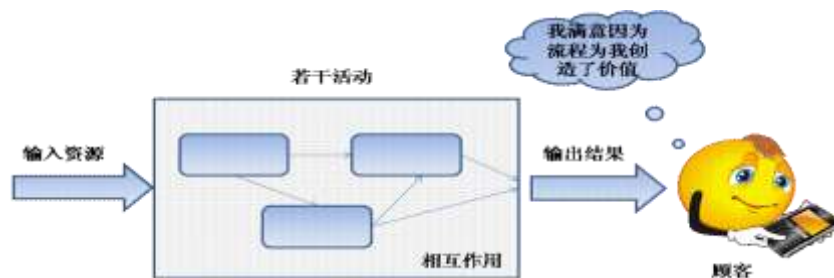 我满意因为
流程为我创
造了价值
若干活动
输入资源
输出结果
相互作用
顾客